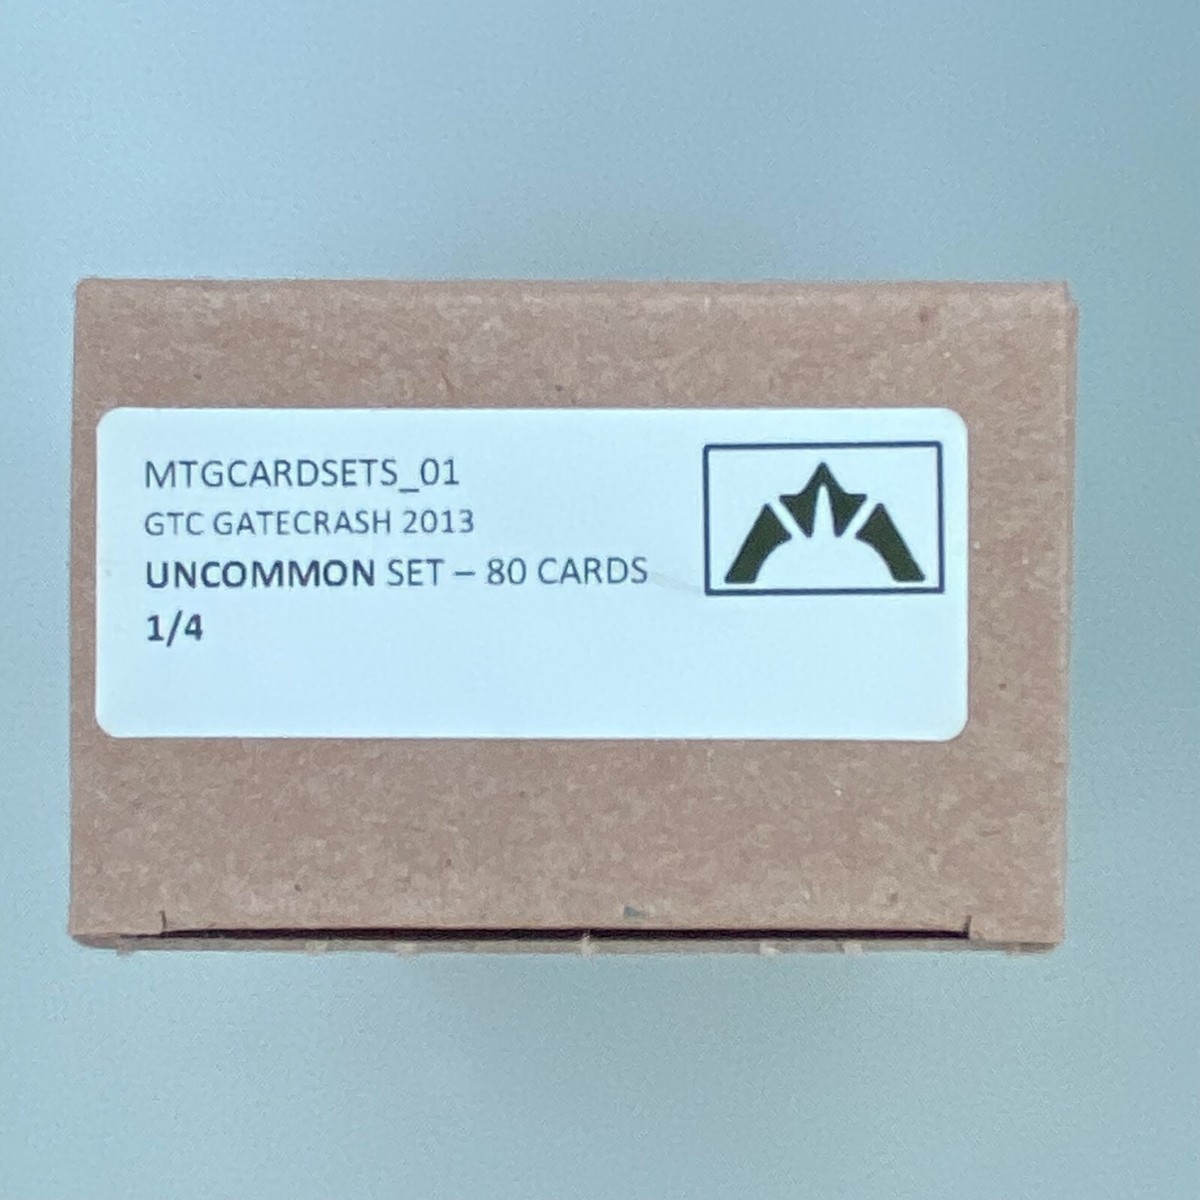 MTGCARDSETS_01
GTC GATECRASH 2013
UNCOMMON SET – 80 CARDS
1/4